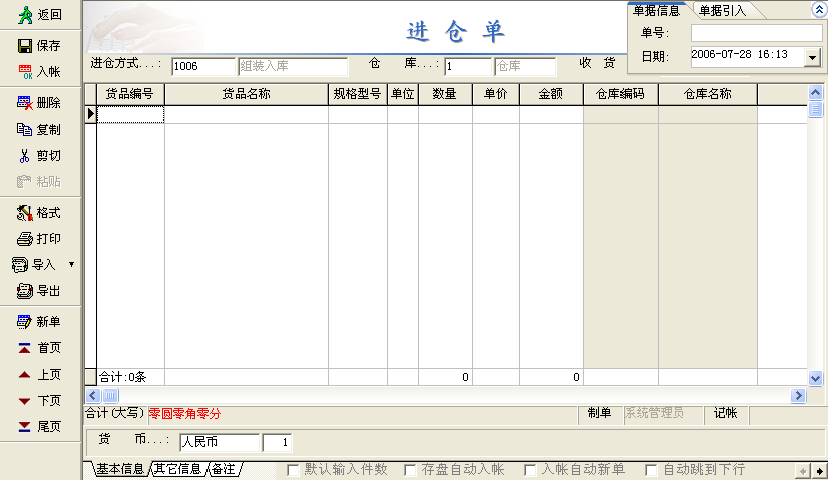 返回
保存
入帐
删除
复制
剪切
粘贴
格式
打印
导入
导出
新单
首页
上页
下页
尾页
进 仓 单
单据信息 单据引入
单号:
日期: 2006-07-28 16:13
进仓方式...: 1006 组装入库 仓 库...: 1 仓库 收 货
货品编号 货品名称 规格型号 单位 数量 单价 金额 仓库编码 仓库名称
合计:0条 0 0
合计(大写) 零圆零角零分 制单 系统管理员 记帐
货 币...: 人民币 1
基本信息 其它信息 备注 默认输入件数 存盘自动入帐 入帐自动新单 自动跳到下行